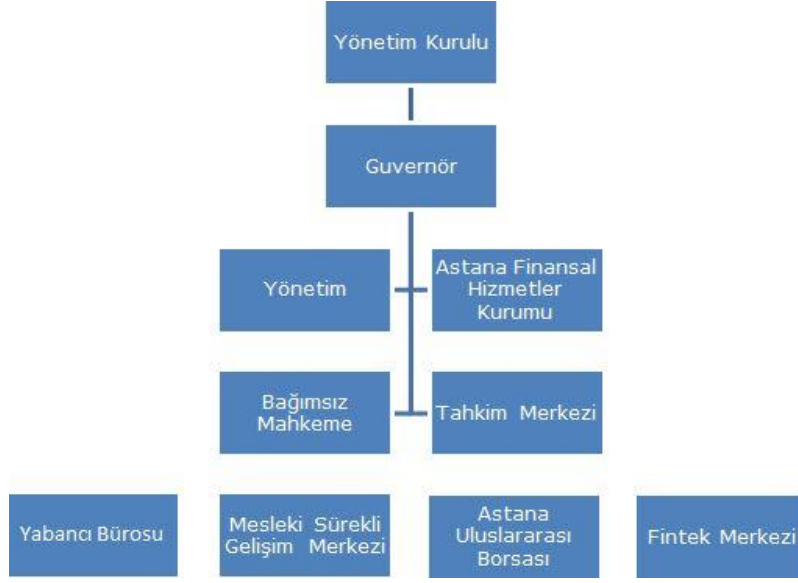 Yönetim Kurulu
Guvernör
Yönetim
Astana Finansal
Hizmetler
Kurumu
Bağımsız
Mahkeme
Tahkim Merkezi
Yabancı Bürosu
Mesleki Sürekli
Gelişim Merkezi
Astana
Uluslararası
Borsası
Fintek Merkezi